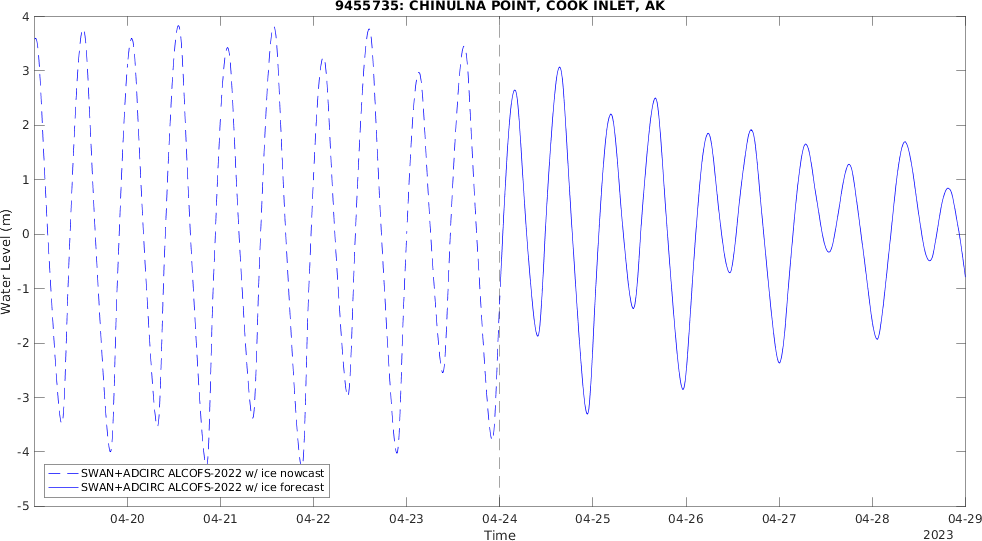 9455735: CHINULNA POINT, COOK INLET, AK
Water Level (m)
4
3
2
1
0
-1
-2
-3
-4
-5
SWAN+ADCIRC ALCOFS-2022 w/ ice nowcast
SWAN+ADCIRC ALCOFS-2022 w/ ice forecast
04-20 04-21 04-22 04-23 04-24 04-25 04-26 04-27 04-28 04-29
Time
2023